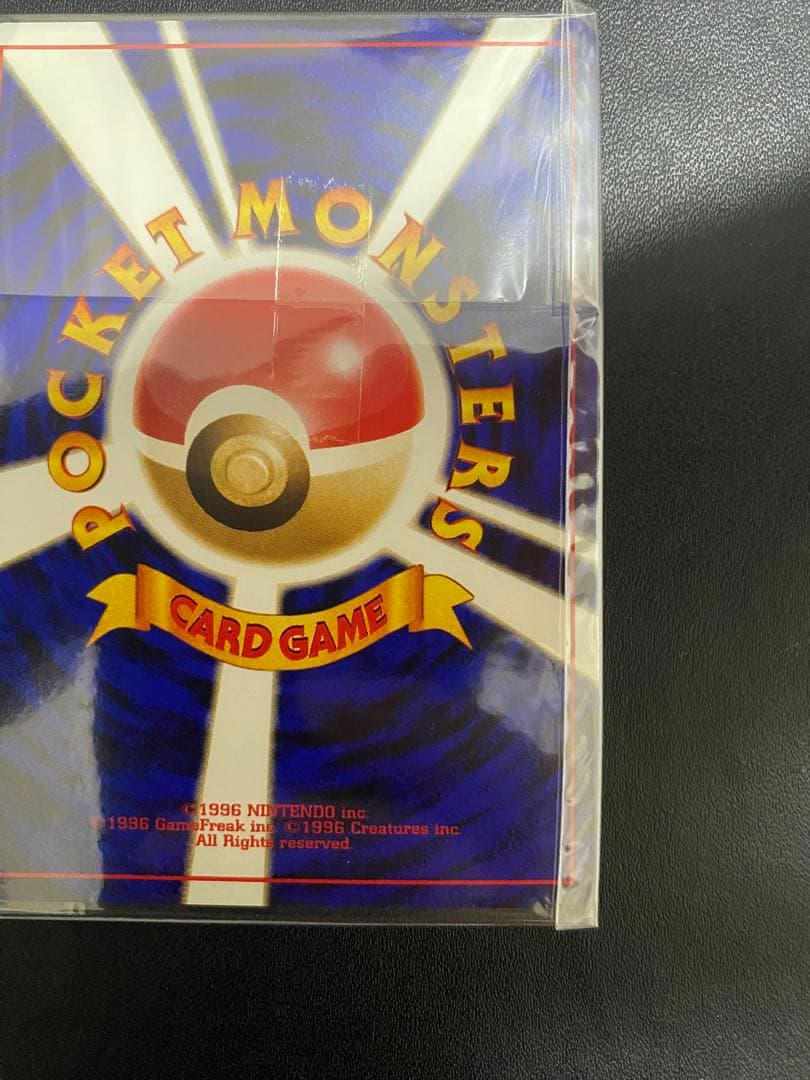 POCKET MONSTERS
CARD GAME
©1996 NINTENDO inc.
©1996 GameFreak inc. ©1996 Creatures inc.
All Rights reserved.